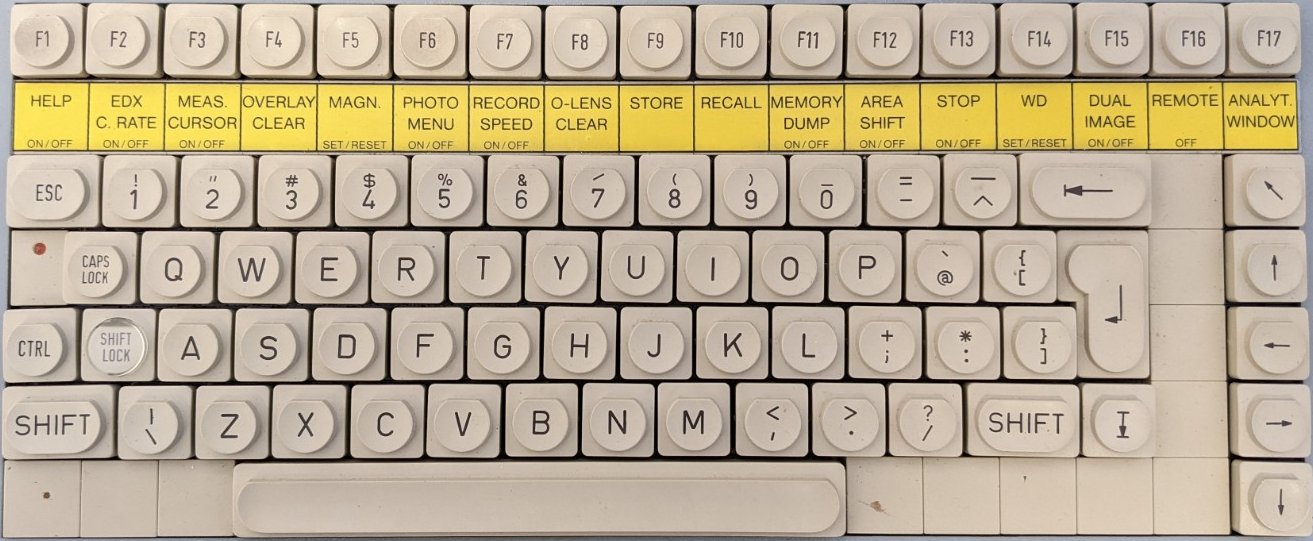 F1 F2 F3 F4 F5 F6 F7 F8 F9 F10 F11 F12 F13 F14 F15 F16 F17
HELP EDX MEAS. OVERLAY MAGN. PHOTO RECORD O-LENS STORE RECALL MEMORY AREA STOP WD DUAL REMOTE ANALYT.
C. RATE CURSOR CLEAR MENU SPEED CLEAR DUMP SHIFT IMAGE WINDOW
ON/OFF ON/OFF ON/OFF SET/RESET ON/OFF ON/OFF ON/OFF ON/OFF ON/OFF SET/RESET ON/OFF OFF
! " # $ % & ′ ( ) _ = ‾
ESC 1 2 3 4 5 6 7 8 9 0 - ^ ⇤ ↖
CAPS ` {
LOCK Q W E R T Y U I O P @ [ ↵ ↑
SHIFT + * }
CTRL LOCK A S D F G H J K L ; : ] ←
| < > ?
SHIFT \ Z X C V B N M , . / SHIFT ↧ →
↓